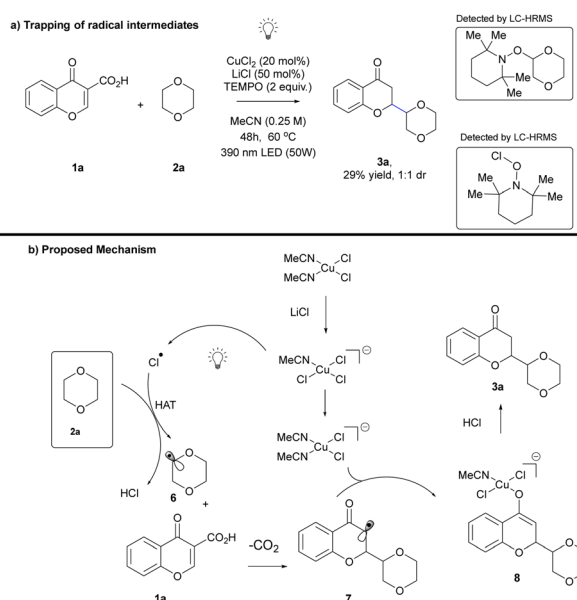 a) Trapping of radical intermediates
O
CO₂H
O
1a
+
O
O
2a
CuCl₂ (20 mol%)
LiCl (50 mol%)
TEMPO (2 equiv.)
MeCN (0.25 M)
48h, 60 °C
390 nm LED (50W)
O
O
O
O
3a,
29% yield, 1:1 dr
Detected by LC-HRMS
Me
Me
N
O
O
O
Me
Me
Detected by LC-HRMS
Cl
O
Me
Me
N
Me
Me
b) Proposed Mechanism
MeCN
Cl
Cu
MeCN
Cl
LiCl
Cl•
MeCN
Cl
Cu
Cl
Cl
⊖
O
O
2a
HAT
HCl
O
O
6
+
MeCN
Cl
Cu
MeCN
Cl
⊖
O
CO₂H
O
1a
-CO₂
O
O
O
O
7
MeCN
Cl
Cu
Cl
O
⊖
O
O
O
8
HCl
O
O
O
O
3a